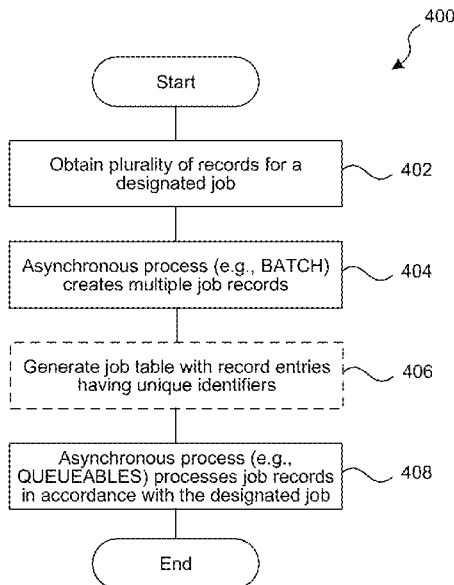 400
Start
Obtain plurality of records for a
designated job
402
Asynchronous process (e.g., BATCH)
creates multiple job records
404
Generate job table with record entries
having unique identifiers
406
Asynchronous process (e.g.,
QUEUEABLES) processes job records
in accordance with the designated job
408
End